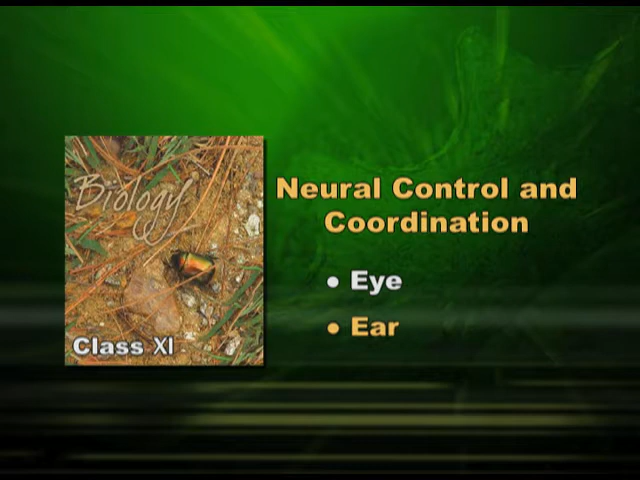 Biology
Class XI
Neural Control and
Coordination
• Eye
• Ear